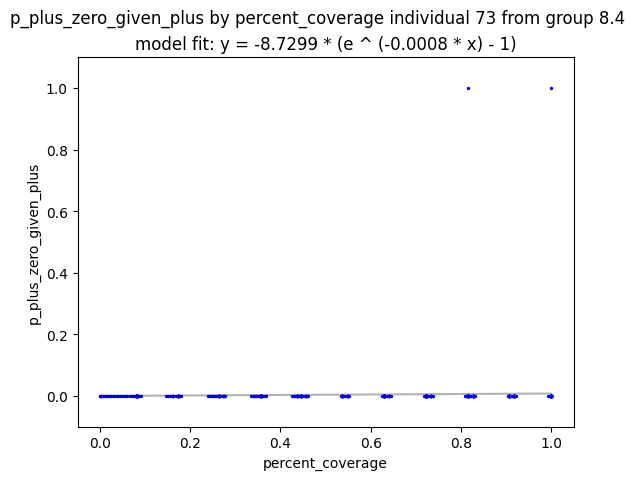 p_plus_zero_given_plus by percent_coverage individual 73 from group 8.4
model fit: y = -8.7299 * (e ^ (-0.0008 * x) - 1)
p_plus_zero_given_plus
1.0
0.8
0.6
0.4
0.2
0.0
0.0 0.2 0.4 0.6 0.8 1.0
percent_coverage